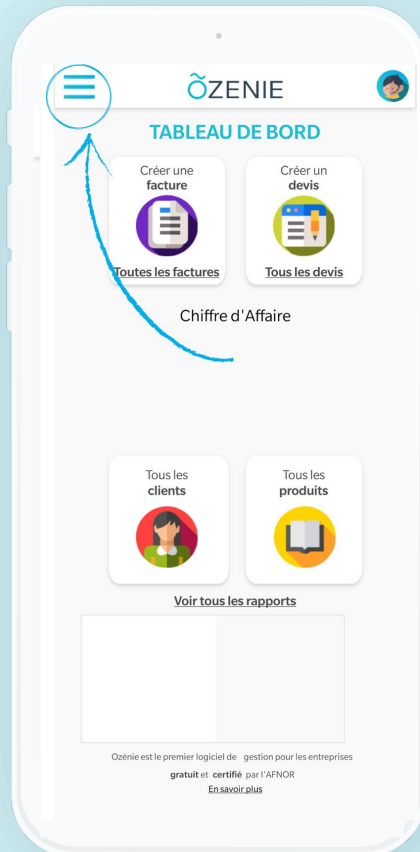 ÕZENIE
TABLEAU DE BORD
Créer une
facture
Toutes les factures
Créer un
devis
Tous les devis
Chiffre d'Affaire
Tous les
clients
Tous les
produits
Voir tous les rapports
Ozénie est le premier logiciel de gestion pour les entreprises
gratuit et certifié par l'AFNOR
En savoir plus